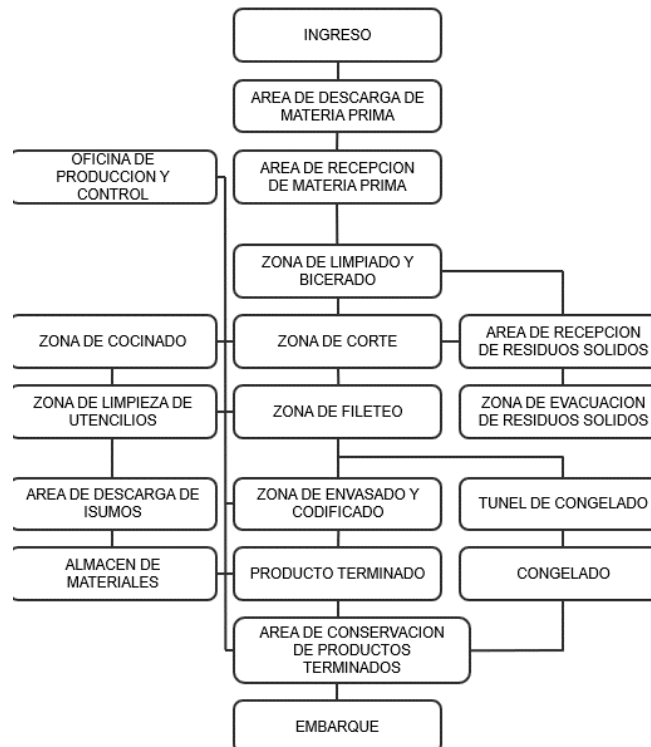 INGRESO
AREA DE DESCARGA DE
MATERIA PRIMA
OFICINA DE
PRODUCCION Y
CONTROL
AREA DE RECEPCION
DE MATERIA PRIMA
ZONA DE LIMPIADO Y
BICERADO
ZONA DE COCINADO
ZONA DE CORTE
AREA DE RECEPCION
DE RESIDUOS SOLIDOS
ZONA DE LIMPIEZA DE
UTENCILIOS
ZONA DE FILETEO
ZONA DE EVACUACION
DE RESIDUOS SOLIDOS
AREA DE DESCARGA DE
ISUMOS
ZONA DE ENVASADO Y
CODIFICADO
TUNEL DE CONGELADO
ALMACEN DE
MATERIALES
PRODUCTO TERMINADO
CONGELADO
AREA DE CONSERVACION
DE PRODUCTOS
TERMINADOS
EMBARQUE